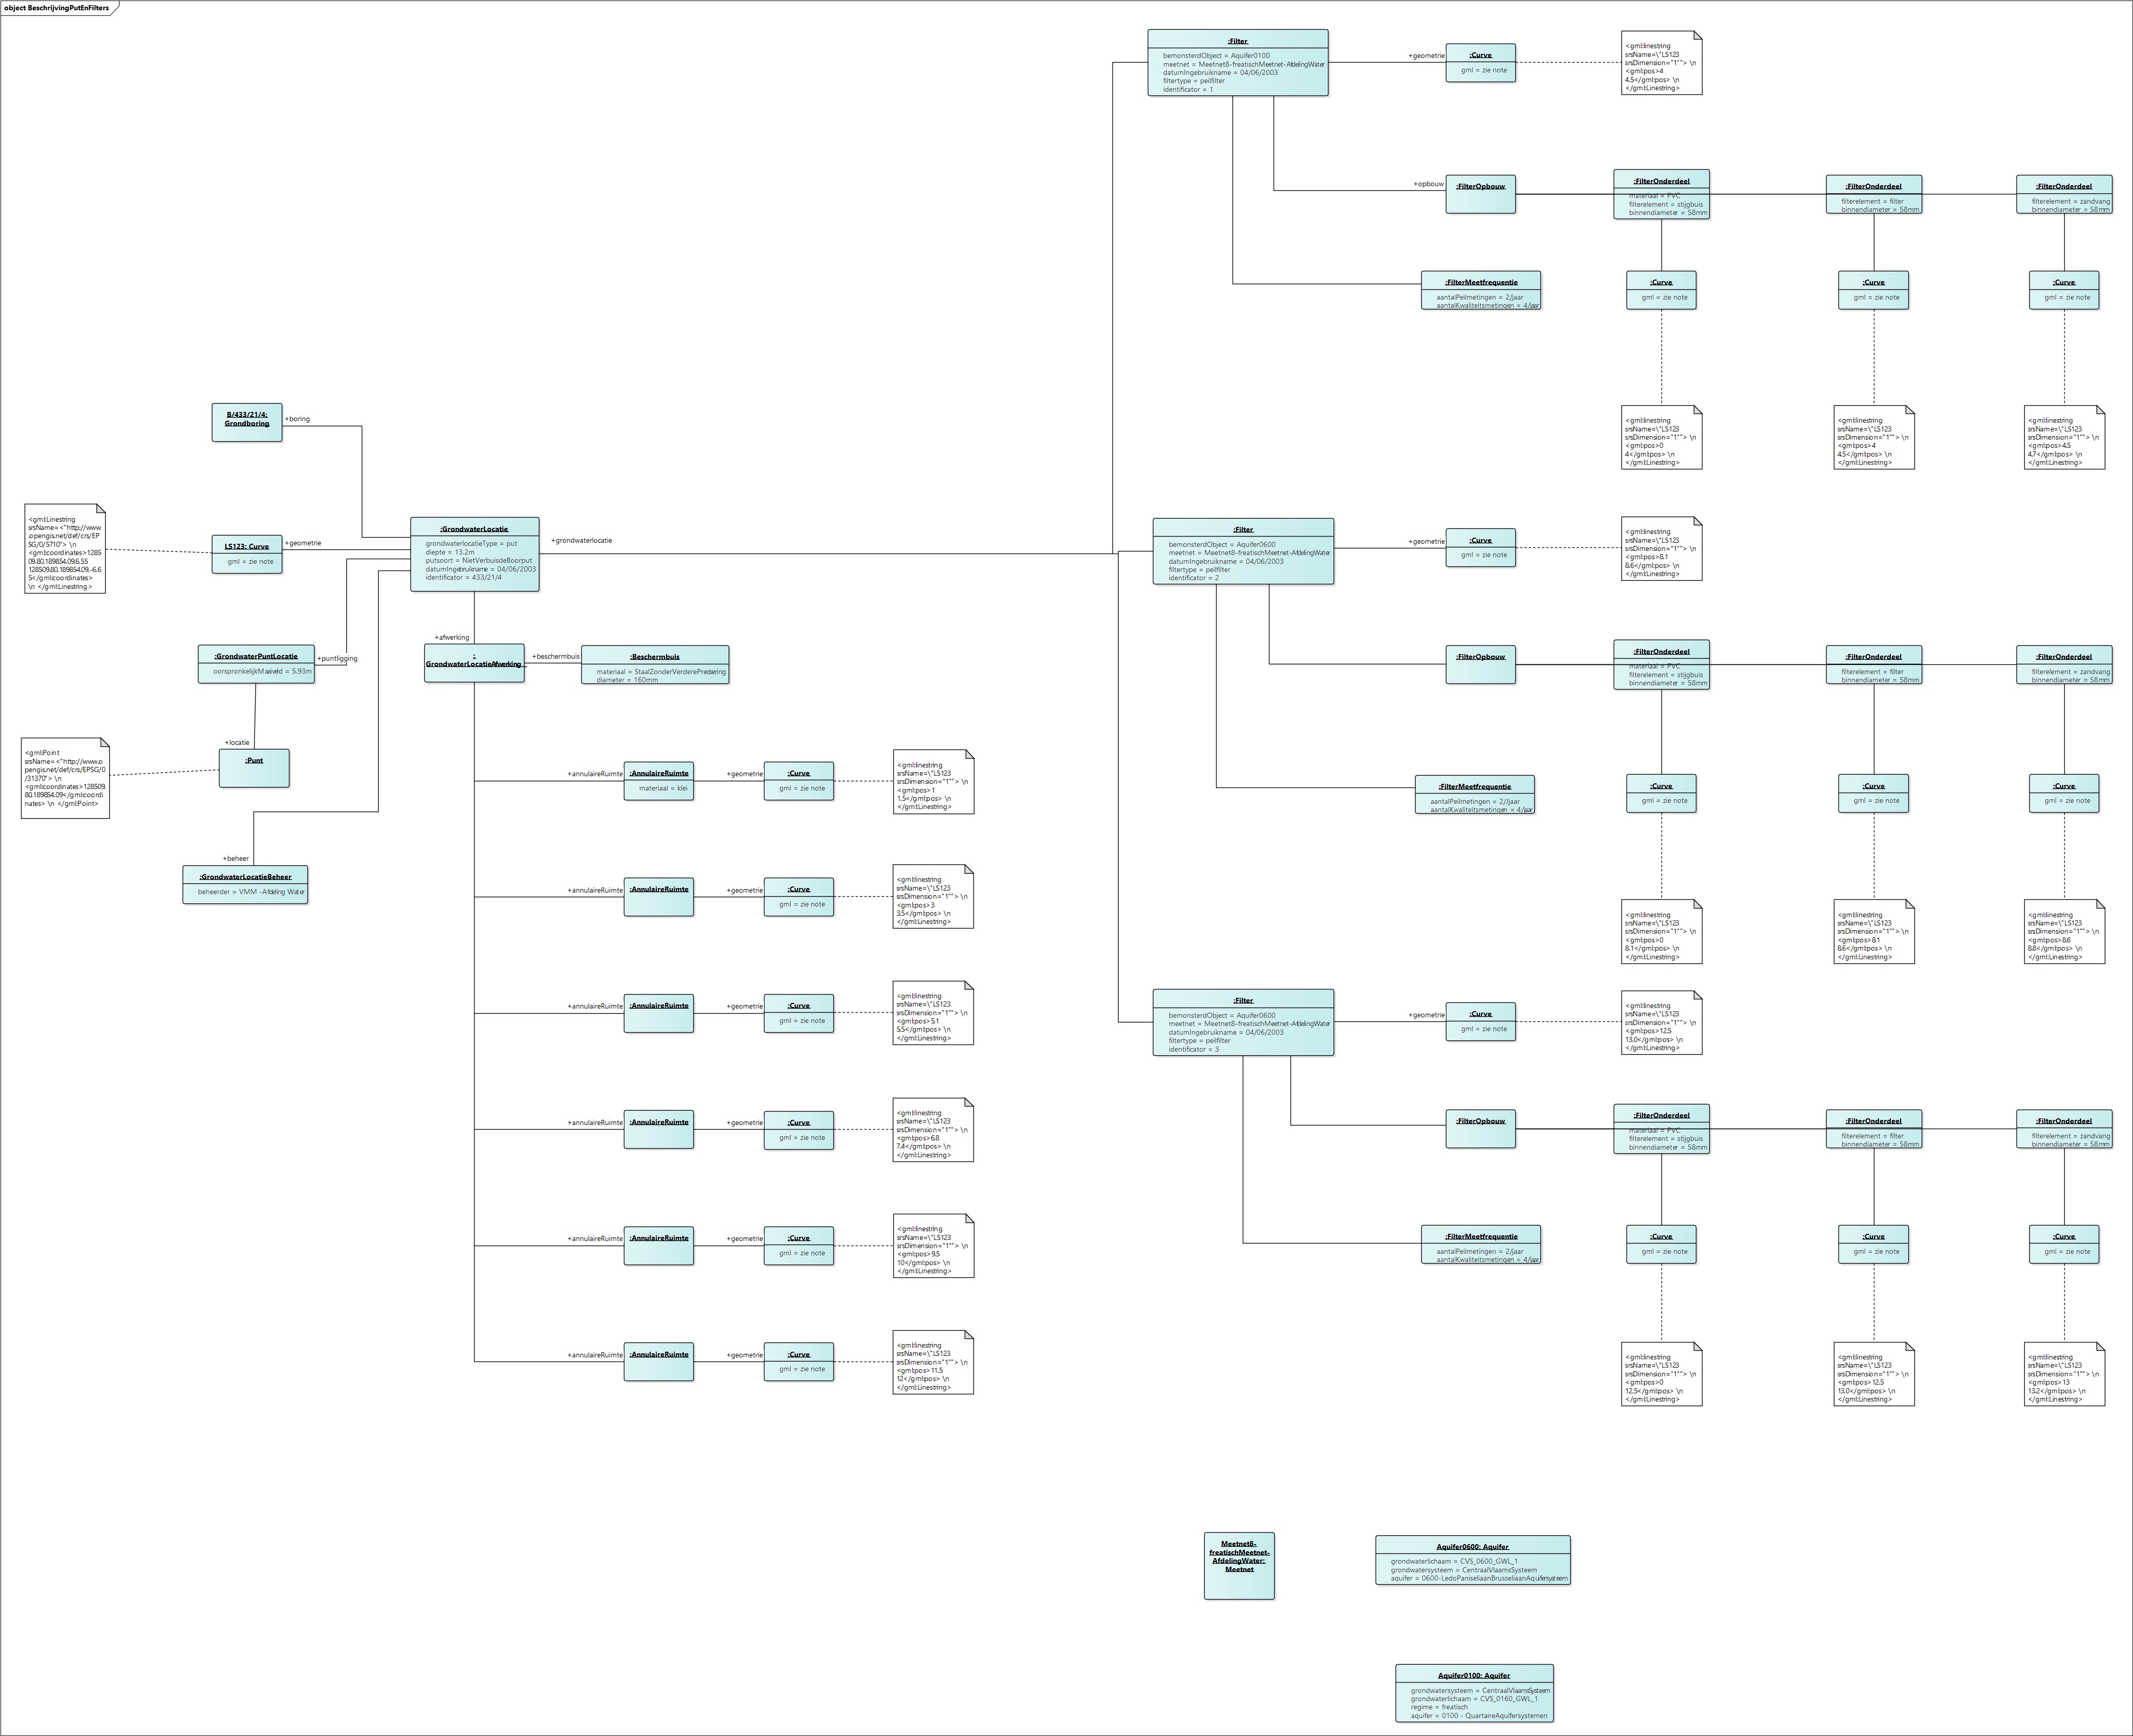 object BeschrijvingPutEnFilters
:Filter
bemonsterdObject = Aquifer0100
meetnet = Meetnet8-freatischMeetnet-AfdelingWater
datumIngebruikname = 04/06/2003
filtertype = peilfilter
identificator = 1
+geometrie
:Curve
gml = zie note
<gml:linestring
srsName=\"LS123
srsDimension="1""> \n
<gml:pos>4
4.5</gml:pos> \n
</gml:Linestring>
+opbouw
:FilterOpbouw
:FilterOnderdeel
materiaal = PVC
filterelement = stijgbuis
binnendiameter = 58mm
:FilterOnderdeel
filterelement = filter
binnendiameter = 58mm
:FilterOnderdeel
filterelement = zandvang
binnendiameter = 58mm
:FilterMeetfrequentie
aantalPeilmetingen = 2/jaar
aantalKwaliteitsmetingen = 4/jaar
:Curve
gml = zie note
:Curve
gml = zie note
:Curve
gml = zie note
<gml:linestring
srsName=\"LS123
srsDimension="1""> \n
<gml:pos>0
4</gml:pos> \n
</gml:Linestring>
<gml:linestring
srsName=\"LS123
srsDimension="1""> \n
<gml:pos>4
4.5</gml:pos> \n
</gml:Linestring>
<gml:linestring
srsName=\"LS123
srsDimension="1""> \n
<gml:pos>4.5
4.7</gml:pos> \n
</gml:Linestring>
B/433/21/4:
Grondboring
+boring
<gml:Linestring
srsName=<"http://www
.opengis.net/def/crs/EP
SG/0/5710"> \n
<gml:coordinates>1285
09.80,189854.09,6.55
128509.80,189854.09,-6.6
5</gml:coordinates>
\n </gml:Linestring>
LS123: Curve
gml = zie note
+geometrie
:GrondwaterLocatie
grondwaterlocatieType = put
diepte = 13.2m
putsoort = NietVerbuisdeBoorput
datumIngebruikname = 04/06/2003
identificator = 433/21/4
+grondwaterlocatie
:GrondwaterPuntLocatie
oorspronkelijkMaaiveld = 5.93m
+puntligging
+afwerking
:
GrondwaterLocatieAfwerking
+beschermbuis
:Beschermbuis
materiaal = StaalZonderVerderePrecisering
diameter = 160mm
+locatie
:Punt
<gml:Point
srsName=<"http://www.o
pengis.net/def/crs/EPSG/0
/31370"> \n
<gml:coordinates>128509.
80,189854.09</gml:coordi
nates> \n </gml:Point>
+beheer
:GrondwaterLocatieBeheer
beheerder = VMM -Afdeling Water
+annulaireRuimte
:AnnulaireRuimte
materiaal = klei
+geometrie
:Curve
gml = zie note
<gml:linestring
srsName=\"LS123
srsDimension="1""> \n
<gml:pos>1
1.5</gml:pos> \n
</gml:Linestring>
+annulaireRuimte
:AnnulaireRuimte
+geometrie
:Curve
gml = zie note
<gml:linestring
srsName=\"LS123
srsDimension="1""> \n
<gml:pos>3
3.5</gml:pos> \n
</gml:Linestring>
+annulaireRuimte
:AnnulaireRuimte
+geometrie
:Curve
gml = zie note
<gml:linestring
srsName=\"LS123
srsDimension="1""> \n
<gml:pos>5.1
5.5</gml:pos> \n
</gml:Linestring>
+annulaireRuimte
:AnnulaireRuimte
+geometrie
:Curve
gml = zie note
<gml:linestring
srsName=\"LS123
srsDimension="1""> \n
<gml:pos>6.8
7.4</gml:pos> \n
</gml:Linestring>
+annulaireRuimte
:AnnulaireRuimte
+geometrie
:Curve
gml = zie note
<gml:linestring
srsName=\"LS123
srsDimension="1""> \n
<gml:pos>9.5
10</gml:pos> \n
</gml:Linestring>
+annulaireRuimte
:AnnulaireRuimte
+geometrie
:Curve
gml = zie note
<gml:linestring
srsName=\"LS123
srsDimension="1""> \n
<gml:pos>11.5
12</gml:pos> \n
</gml:Linestring>
:Filter
bemonsterdObject = Aquifer0600
meetnet = Meetnet8-freatischMeetnet-AfdelingWater
datumIngebruikname = 04/06/2003
filtertype = peilfilter
identificator = 2
+geometrie
:Curve
gml = zie note
<gml:linestring
srsName=\"LS123
srsDimension="1""> \n
<gml:pos>8.1
8.6</gml:pos> \n
</gml:Linestring>
:FilterOpbouw
:FilterOnderdeel
materiaal = PVC
filterelement = stijgbuis
binnendiameter = 58mm
:FilterOnderdeel
filterelement = filter
binnendiameter = 58mm
:FilterOnderdeel
filterelement = zandvang
binnendiameter = 58mm
:FilterMeetfrequentie
aantalPeilmetingen = 2/Jjaar
aantalKwaliteitsmetingen = 4/jaar
:Curve
gml = zie note
:Curve
gml = zie note
:Curve
gml = zie note
<gml:linestring
srsName=\"LS123
srsDimension="1""> \n
<gml:pos>0
8.1</gml:pos> \n
</gml:Linestring>
<gml:linestring
srsName=\"LS123
srsDimension="1""> \n
<gml:pos>8.1
8.6</gml:pos> \n
</gml:Linestring>
<gml:linestring
srsName=\"LS123
srsDimension="1""> \n
<gml:pos>8.6
8.8</gml:pos> \n
</gml:Linestring>
:Filter
bemonsterdObject = Aquifer0600
meetnet = Meetnet8-freatischMeetnet-AfdelingWater
datumIngebruikname = 04/06/2003
filtertype = peilfilter
identificator = 3
+geometrie
:Curve
gml = zie note
<gml:linestring
srsName=\"LS123
srsDimension="1""> \n
<gml:pos>12.5
13.0</gml:pos> \n
</gml:Linestring>
:FilterOpbouw
:FilterOnderdeel
materiaal = PVC
filterelement = stijgbuis
binnendiameter = 58mm
:FilterOnderdeel
filterelement = filter
binnendiameter = 58mm
:FilterOnderdeel
filterelement = zandvang
binnendiameter = 58mm
:FilterMeetfrequentie
aantalPeilmetingen = 2/jaar
aantalKwaliteitsmetingen = 4/jaar
:Curve
gml = zie note
:Curve
gml = zie note
:Curve
gml = zie note
<gml:linestring
srsName=\"LS123
srsDimension="1""> \n
<gml:pos>0
12.5</gml:pos> \n
</gml:Linestring>
<gml:linestring
srsName=\"LS123
srsDimension="1""> \n
<gml:pos>12.5
13.0</gml:pos> \n
</gml:Linestring>
<gml:linestring
srsName=\"LS123
srsDimension="1""> \n
<gml:pos>13
13.2</gml:pos> \n
</gml:Linestring>
Meetnet8-
freatischMeetnet-
AfdelingWater:
Meetnet
Aquifer0600: Aquifer
grondwaterlichaam = CVS_0600_GWL_1
grondwatersysteem = CentraalVlaamsSysteem
aquifer = 0600-LedoPaniseliaanBrusseliaanAquifersysteem
Aquifer0100: Aquifer
grondwatersysteem = CentraalVlaamsSysteem
grondwaterlichaam = CVS_0160_GWL_1
regime = freatisch
aquifer = 0100 - QuartaireAquifersystemen